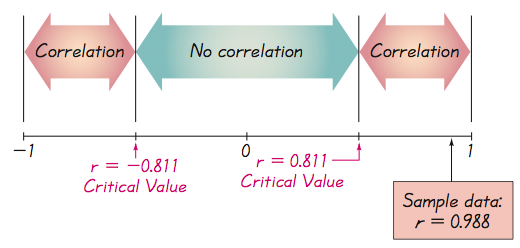 Correlation
No correlation
Correlation
−1
0
1
r = −0.811
Critical Value
r = 0.811
Critical Value
Sample data:
r = 0.988